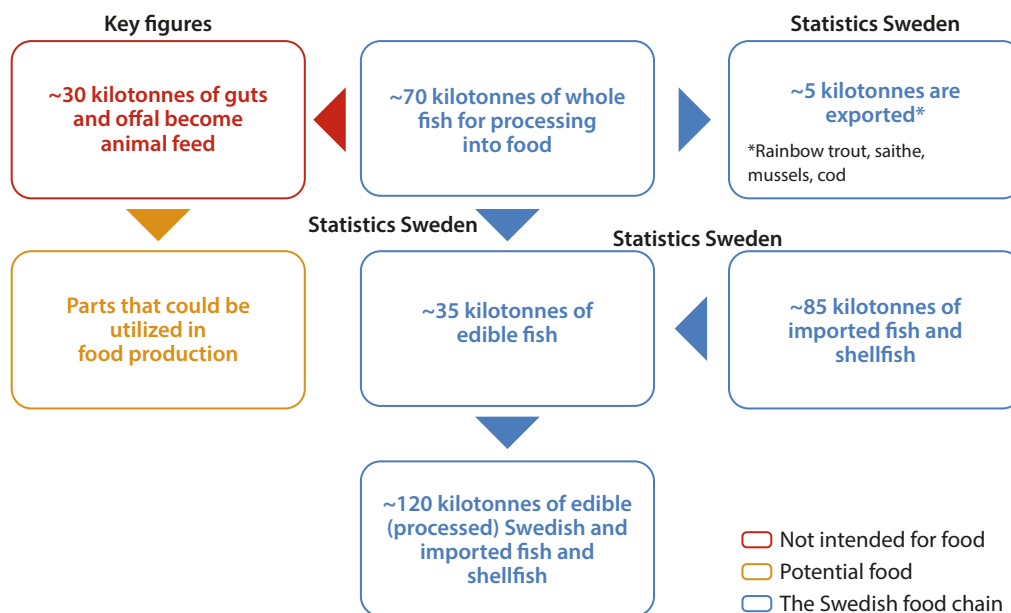 Key figures
Statistics Sweden
~30 kilotonnes of guts
and offal become
animal feed
~70 kilotonnes of whole
fish for processing
into food
~5 kilotonnes are
exported*
*Rainbow trout, saithe,
mussels, cod
Statistics Sweden
Statistics Sweden
Parts that could be
utilized in
food production
~35 kilotonnes of
edible fish
~85 kilotonnes of
imported fish and
shellfish
~120 kilotonnes of edible
(processed) Swedish and
imported fish and
shellfish
Not intended for food
Potential food
The Swedish food chain